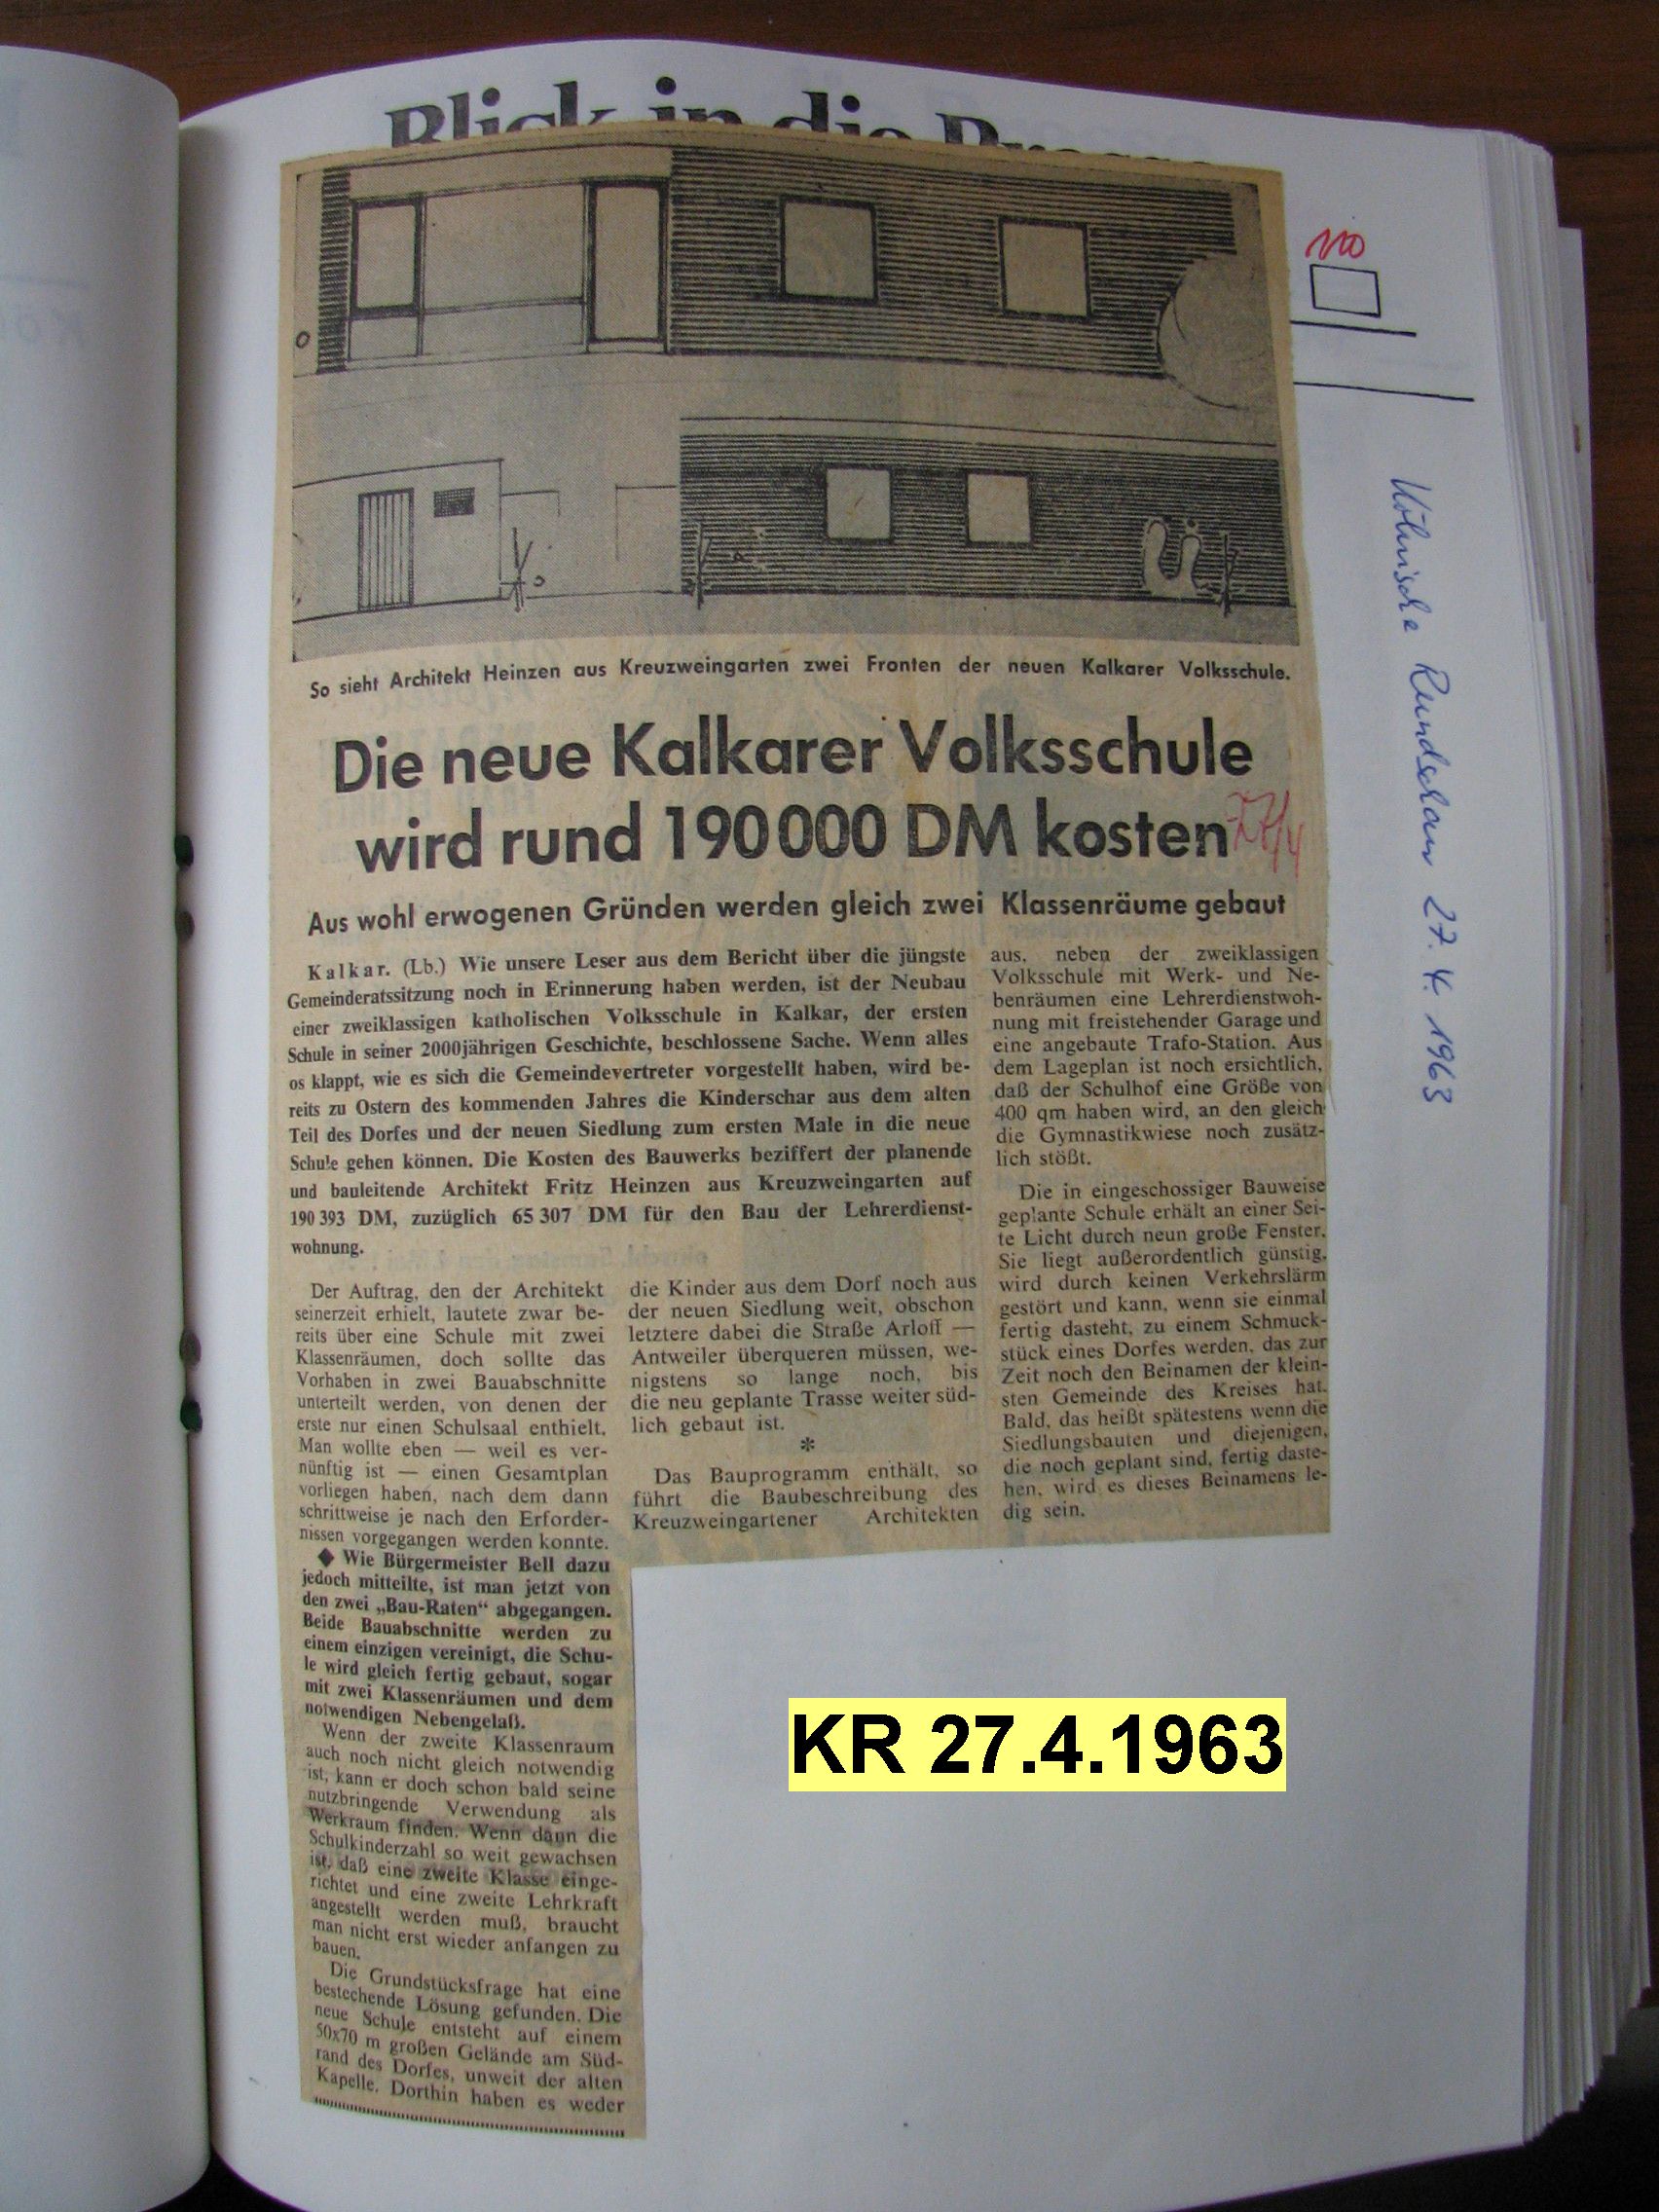 Blick in die Presse
100
Kölnische Rundschau 27.4.1963
So sieht Architekt Heinzen aus Kreuzweingarten zwei Fronten der neuen Kalkarer Volksschule.
Die neue Kalkarer Volksschule
wird rund 190 000 DM kosten
27/4
Aus wohl erwogenen Gründen werden gleich zwei Klassenräume gebaut
Kalkar. (Lb.) Wie unsere Leser aus dem Bericht über die jüngste
Gemeinderatssitzung noch in Erinnerung haben werden, ist der Neubau
einer zweiklassigen katholischen Volksschule in Kalkar, der ersten
Schule in seiner 2000jährigen Geschichte, beschlossene Sache. Wenn alles
os klappt, wie es sich die Gemeindevertreter vorgestellt haben, wird be-
reits zu Ostern des kommenden Jahres die Kinderschar aus dem alten
Teil des Dorfes und der neuen Siedlung zum ersten Male in die neue
Schule gehen können. Die Kosten des Bauwerks beziffert der planende
und bauleitende Architekt Fritz Heinzen aus Kreuzweingarten auf
190 393 DM, zuzüglich 65 307 DM für den Bau der Lehrerdienst-
wohnung.
Der Auftrag, den der Architekt
seinerzeit erhielt, lautete zwar be-
reits über eine Schule mit zwei
Klassenräumen, doch sollte das
Vorhaben in zwei Bauabschnitte
unterteilt werden, von denen der
erste nur einen Schulsaal enthielt.
Man wollte eben — weil es ver-
nünftig ist — einen Gesamtplan
vorliegen haben, nach dem dann
schrittweise je nach den Erforder-
nissen vorgegangen werden konnte.
◆ Wie Bürgermeister Bell dazu
jedoch mitteilte, ist man jetzt von
den zwei „Bau-Raten“ abgegangen.
Beide Bauabschnitte werden zu
einem einzigen vereinigt, die Schu-
le wird gleich fertig gebaut, sogar
mit zwei Klassenräumen und dem
notwendigen Nebengelaß.
Wenn der zweite Klassenraum
auch noch nicht gleich notwendig
ist, kann er doch schon bald seine
nutzbringende Verwendung als
Werkraum finden. Wenn dann die
Schulkinderzahl so weit gewachsen
ist, daß eine zweite Klasse einge-
richtet und eine zweite Lehrkraft
angestellt werden muß, braucht
man nicht erst wieder anfangen zu
bauen.
Die Grundstücksfrage hat eine
bestechende Lösung gefunden. Die
neue Schule entsteht auf einem
50x70 m großen Gelände am Süd-
rand des Dorfes, unweit der alten
Kapelle. Dorthin haben es weder
die Kinder aus dem Dorf noch aus
der neuen Siedlung weit, obschon
letztere dabei die Straße Arloff —
Antweiler überqueren müssen, we-
nigstens so lange noch, bis
die neu geplante Trasse weiter süd-
lich gebaut ist.
*
Das Bauprogramm enthält, so
führt die Baubeschreibung des
Kreuzweingartener Architekten
aus, neben der zweiklassigen
Volksschule mit Werk- und Ne-
benräumen eine Lehrerdienstwoh-
nung mit freistehender Garage und
eine angebaute Trafo-Station. Aus
dem Lageplan ist noch ersichtlich,
daß der Schulhof eine Größe von
400 qm haben wird, an den gleich
die Gymnastikwiese noch zusätz-
lich stößt.
Die in eingeschossiger Bauweise
geplante Schule erhält an einer Sei-
te Licht durch neun große Fenster.
Sie liegt außerordentlich günstig,
wird durch keinen Verkehrslärm
gestört und kann, wenn sie einmal
fertig dasteht, zu einem Schmuck-
stück eines Dorfes werden, das zur
Zeit noch den Beinamen der klein-
sten Gemeinde des Kreises hat.
Bald, das heißt spätestens wenn die
Siedlungsbauten und diejenigen,
die noch geplant sind, fertig daste-
hen, wird es dieses Beinamens le-
dig sein.
KR 27.4.1963